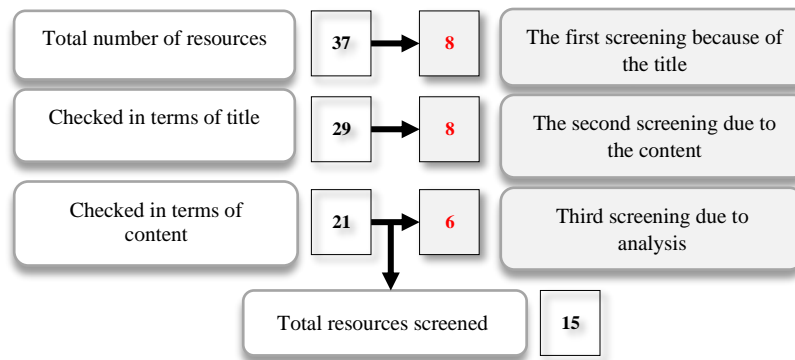 Total number of resources
37
8
The first screening because of
the title
Checked in terms of title
29
8
The second screening due to
the content
Checked in terms of
content
21
6
Third screening due to
analysis
Total resources screened
15